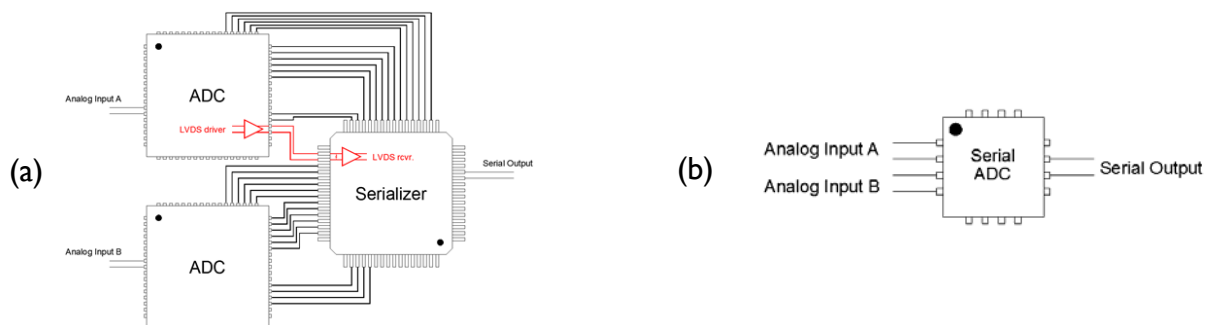 (a)
Analog Input A
ADC
LVDS driver
LVDS rcvr.
Serializer
Serial Output
Analog Input B
ADC
(b)
Analog Input A
Analog Input B
Serial
ADC
Serial Output